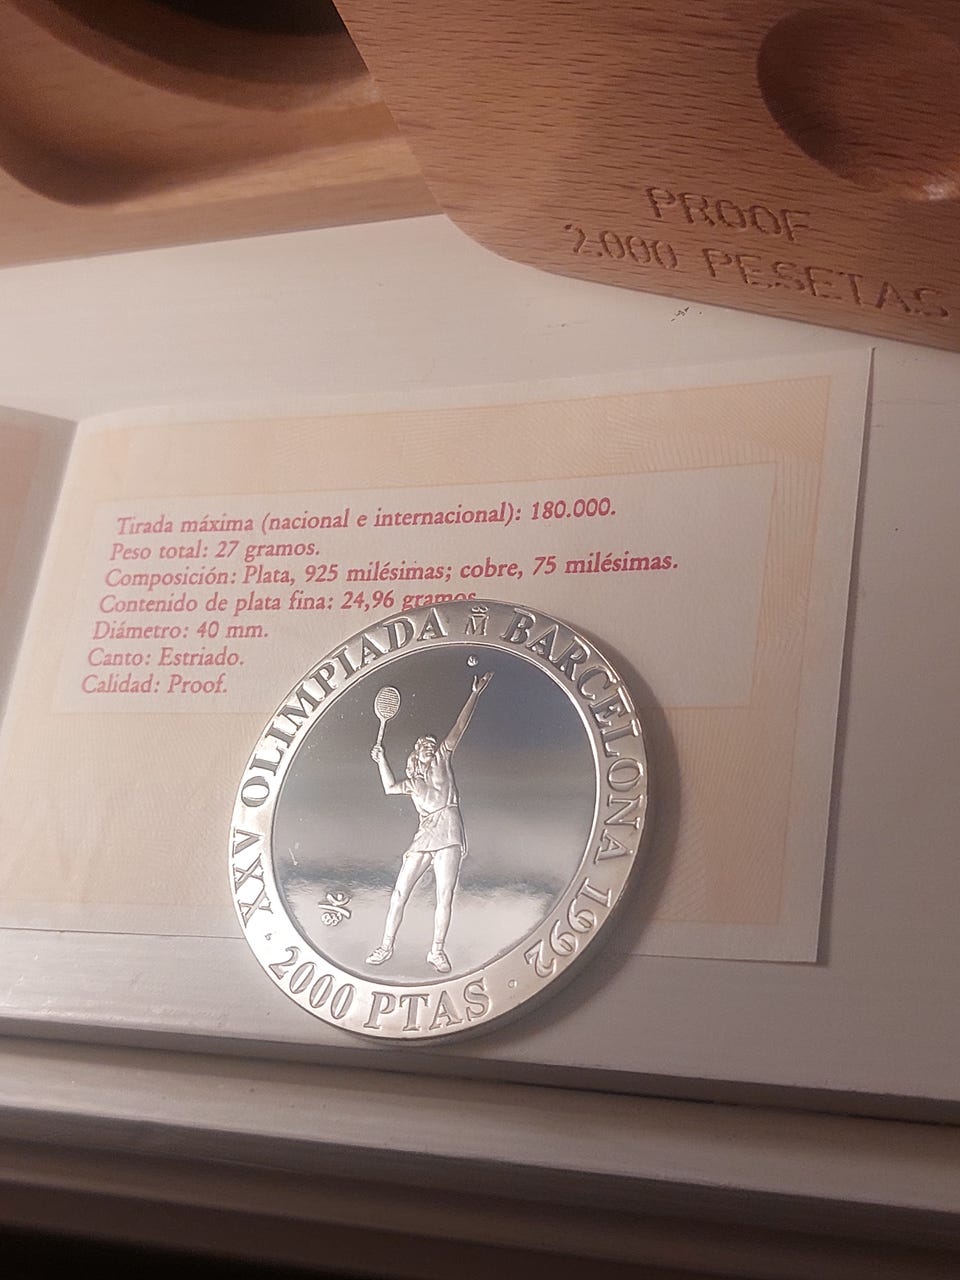 PROOF
2.000 PESETAS
Tirada máxima (nacional e internacional): 180.000.
Peso total: 27 gramos.
Composición: Plata, 925 milésimas; cobre, 75 milésimas.
Contenido de plata fina: 24,96 gramos
Diámetro: 40 mm.
Canto: Estriado.
Calidad: Proof.
XXV OLIMPIADA M BARCELONA 1992
· 2000 PTAS ·